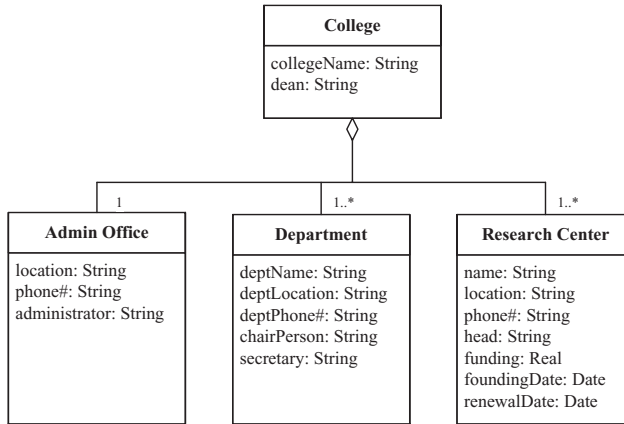 College
collegeName: String
dean: String
1
1..*
1..*
Admin Office
location: String
phone#: String
administrator: String
Department
deptName: String
deptLocation: String
deptPhone#: String
chairPerson: String
secretary: String
Research Center
name: String
location: String
phone#: String
head: String
funding: Real
foundingDate: Date
renewalDate: Date